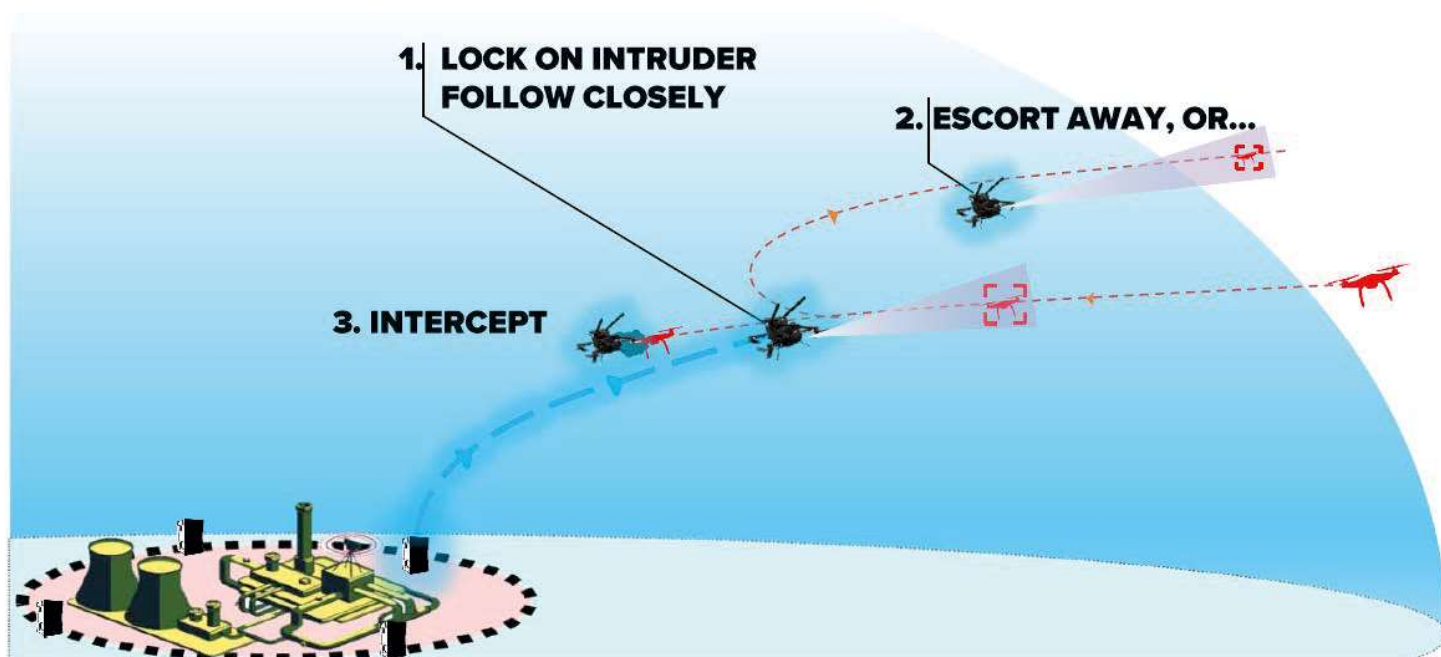 1. LOCK ON INTRUDER
FOLLOW CLOSELY
2. ESCORT AWAY, OR...
3. INTERCEPT